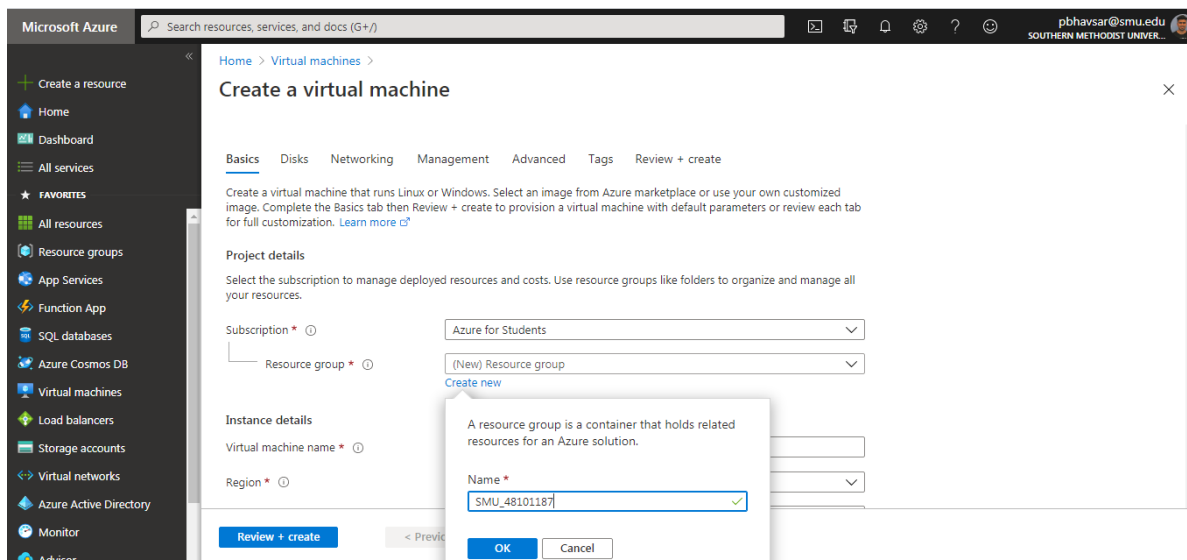 Microsoft Azure
Search resources, services, and docs (G+/)
pbhavsar@smu.edu
SOUTHERN METHODIST UNIVER...
«
Create a resource
Home
Dashboard
All services
FAVORITES
All resources
Resource groups
App Services
Function App
SQL databases
Azure Cosmos DB
Virtual machines
Load balancers
Storage accounts
Virtual networks
Azure Active Directory
Monitor
Advisor
Home > Virtual machines >
Create a virtual machine
Basics Disks Networking Management Advanced Tags Review + create
Create a virtual machine that runs Linux or Windows. Select an image from Azure marketplace or use your own customized
image. Complete the Basics tab then Review + create to provision a virtual machine with default parameters or review each tab
for full customization. Learn more
Project details
Select the subscription to manage deployed resources and costs. Use resource groups like folders to organize and manage all
your resources.
Subscription * Azure for Students
Resource group * (New) Resource group
Create new
Instance details
Virtual machine name *
Region *
A resource group is a container that holds related
resources for an Azure solution.
Name *
SMU_48101187
OK Cancel
Review + create < Previ